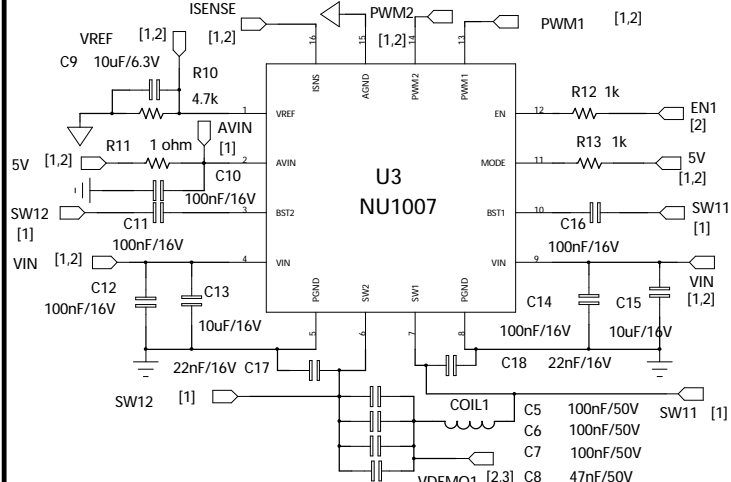 ISENSE
[1,2]
PWM2
[1,2]
PWM1 [1,2]
VREF [1,2]
C9 10uF/6.3V
R10
4.7k
16
15
14
13
ISNS
AGND
PWM2
PWM1
1 VREF
EN 12
R12 1k
EN1
[2]
AVIN
[1]
R11 1 ohm
5V [1,2]
2 AVIN
MODE 11
R13 1k
5V
[1,2]
C10
100nF/16V
U3
NU1007
SW12
[1]
3 BST2
BST1 10
C16
100nF/16V
SW11
[1]
C11
100nF/16V
VIN [1,2]
4 VIN
VIN 9
VIN
[1,2]
C12
100nF/16V
C13
10uF/16V
PGND
SW2
SW1
PGND
5
6
7
8
C14
100nF/16V
C15
10uF/16V
22nF/16V C17
C18 22nF/16V
SW12 [1]
COIL1
SW11 [1]
C5 100nF/50V
C6 100nF/50V
C7 100nF/50V
VDEMO1 [2,3] C8 47nF/50V